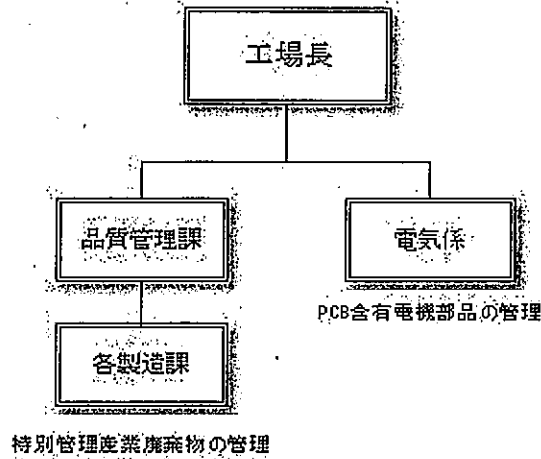 工場長
品質管理課
電気係
PCB含有電機部品の管理
各製造課
特別管理産業廃棄物の管理